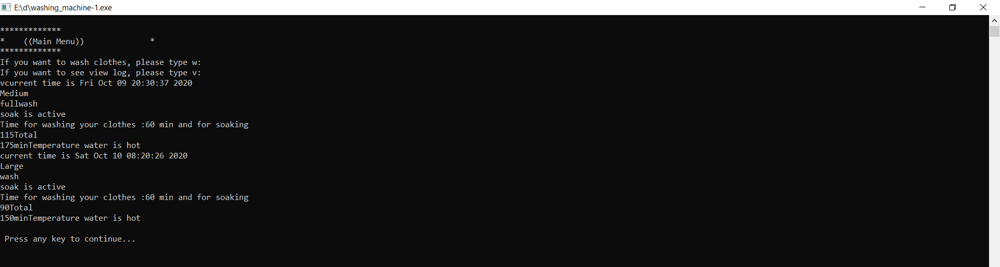 E:\d\washing_machine-1.exe
*************
*    ((Main Menu))              *
*************
If you want to wash clothes, please type w:
If you want to see view log, please type v:
vcurrent time is Fri Oct 09 20:30:37 2020
Medium
fullwash
soak is active
Time for washing your clothes :60 min and for soaking
115Total
175minTemperature water is hot
current time is Sat Oct 10 08:20:26 2020
Large
wash
soak is active
Time for washing your clothes :60 min and for soaking
90Total
150minTemperature water is hot
 Press any key to continue...